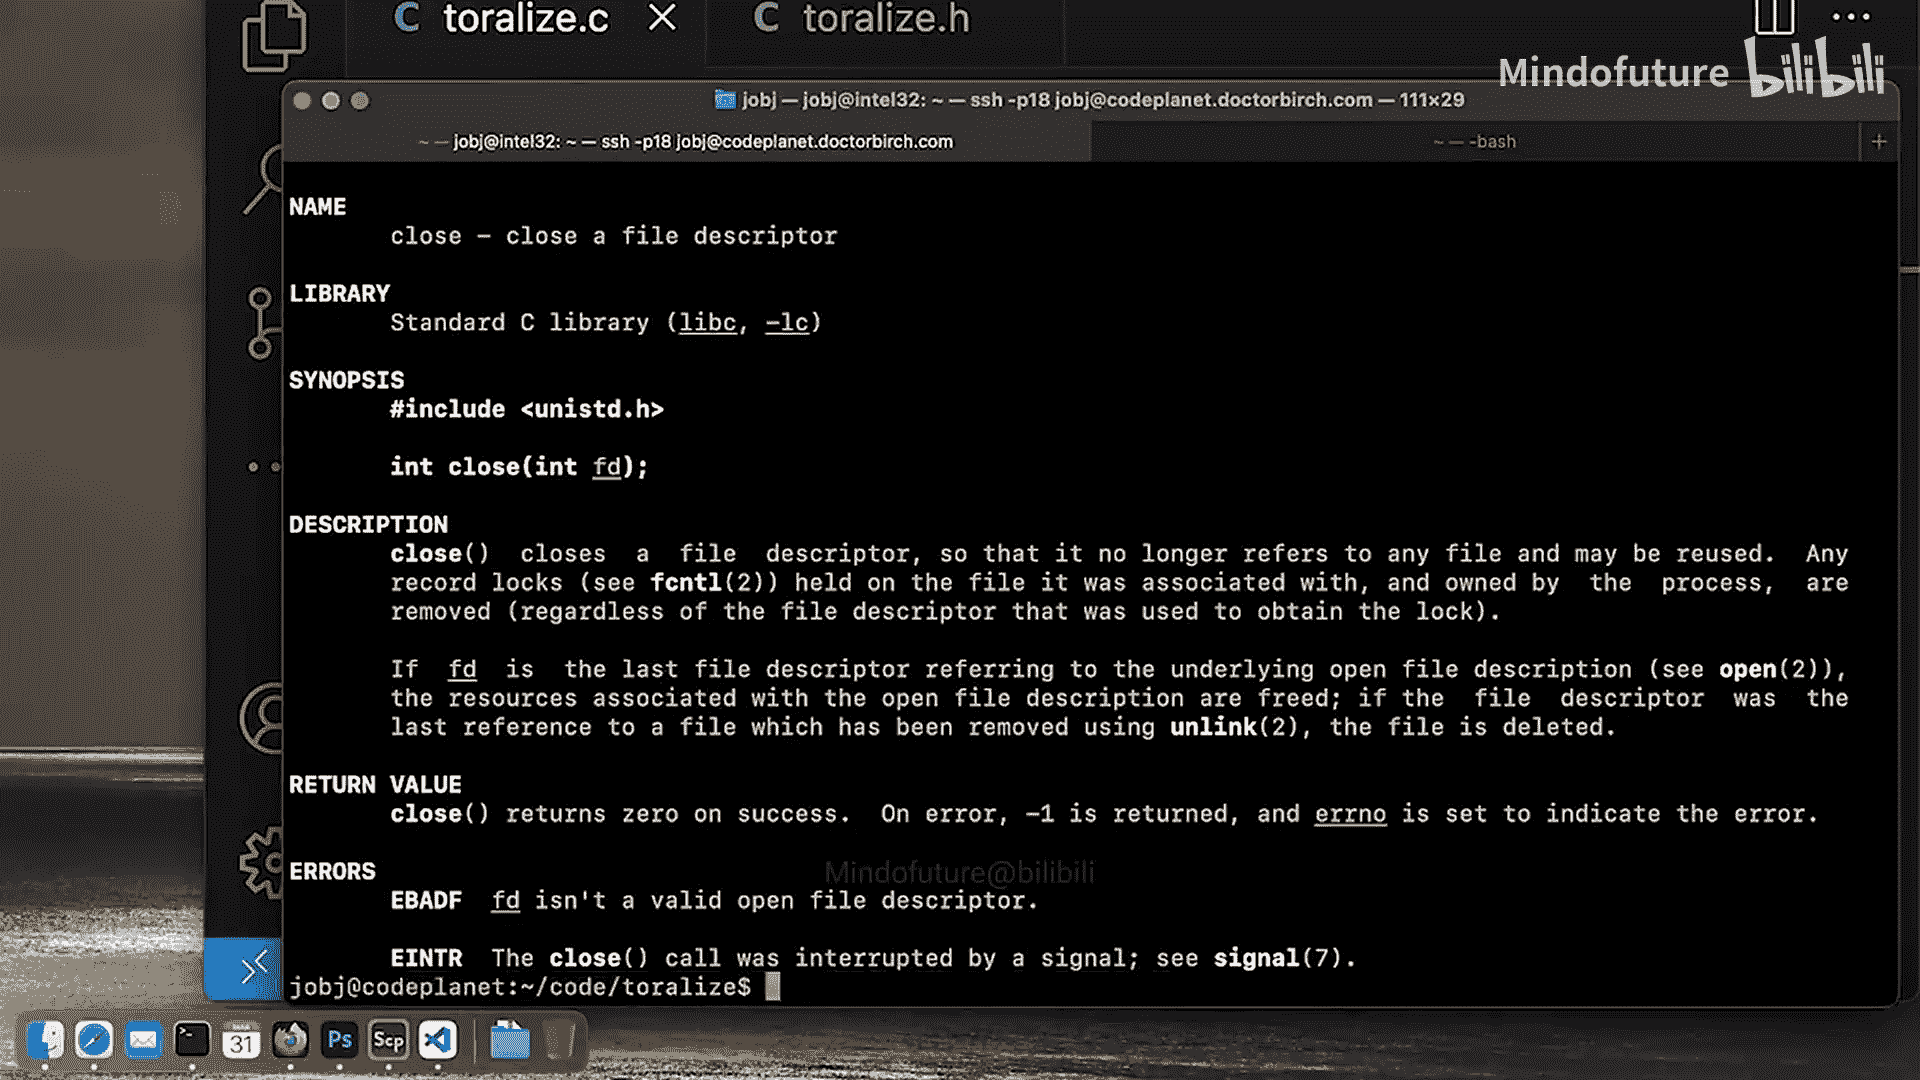 C toralize.c ×
C toralize.h
Mindofuture bilibili
jobj — jobj@intel32: ~ — ssh -p18 jobj@codeplanet.doctorbirch.com — 111×29
~ — jobj@intel32: ~ — ssh -p18 jobj@codeplanet.doctorbirch.com
~ — -bash
+
NAME
close – close a file descriptor
LIBRARY
Standard C library (libc, –lc)
SYNOPSIS
#include <unistd.h>
int close(int fd);
DESCRIPTION
close() closes a file descriptor, so that it no longer refers to any file and may be reused. Any
record locks (see fcntl(2)) held on the file it was associated with, and owned by the process, are
removed (regardless of the file descriptor that was used to obtain the lock).
If fd is the last file descriptor referring to the underlying open file description (see open(2)),
the resources associated with the open file description are freed; if the file descriptor was the
last reference to a file which has been removed using unlink(2), the file is deleted.
RETURN VALUE
close() returns zero on success. On error, –1 is returned, and errno is set to indicate the error.
Mindofuture@bilibili
ERRORS
EBADF fd isn't a valid open file descriptor.
EINTR The close() call was interrupted by a signal; see signal(7).
jobj@codeplanet:~/code/toralize$
31
Ps
Scp